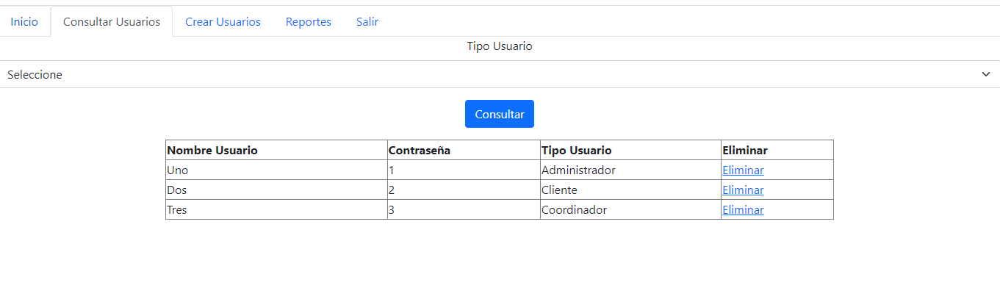 Inicio Consultar Usuarios Crear Usuarios Reportes Salir
Tipo Usuario
Seleccione
Consultar
Nombre Usuario Contraseña Tipo Usuario Eliminar
Uno 1 Administrador Eliminar
Dos 2 Cliente Eliminar
Tres 3 Coordinador Eliminar